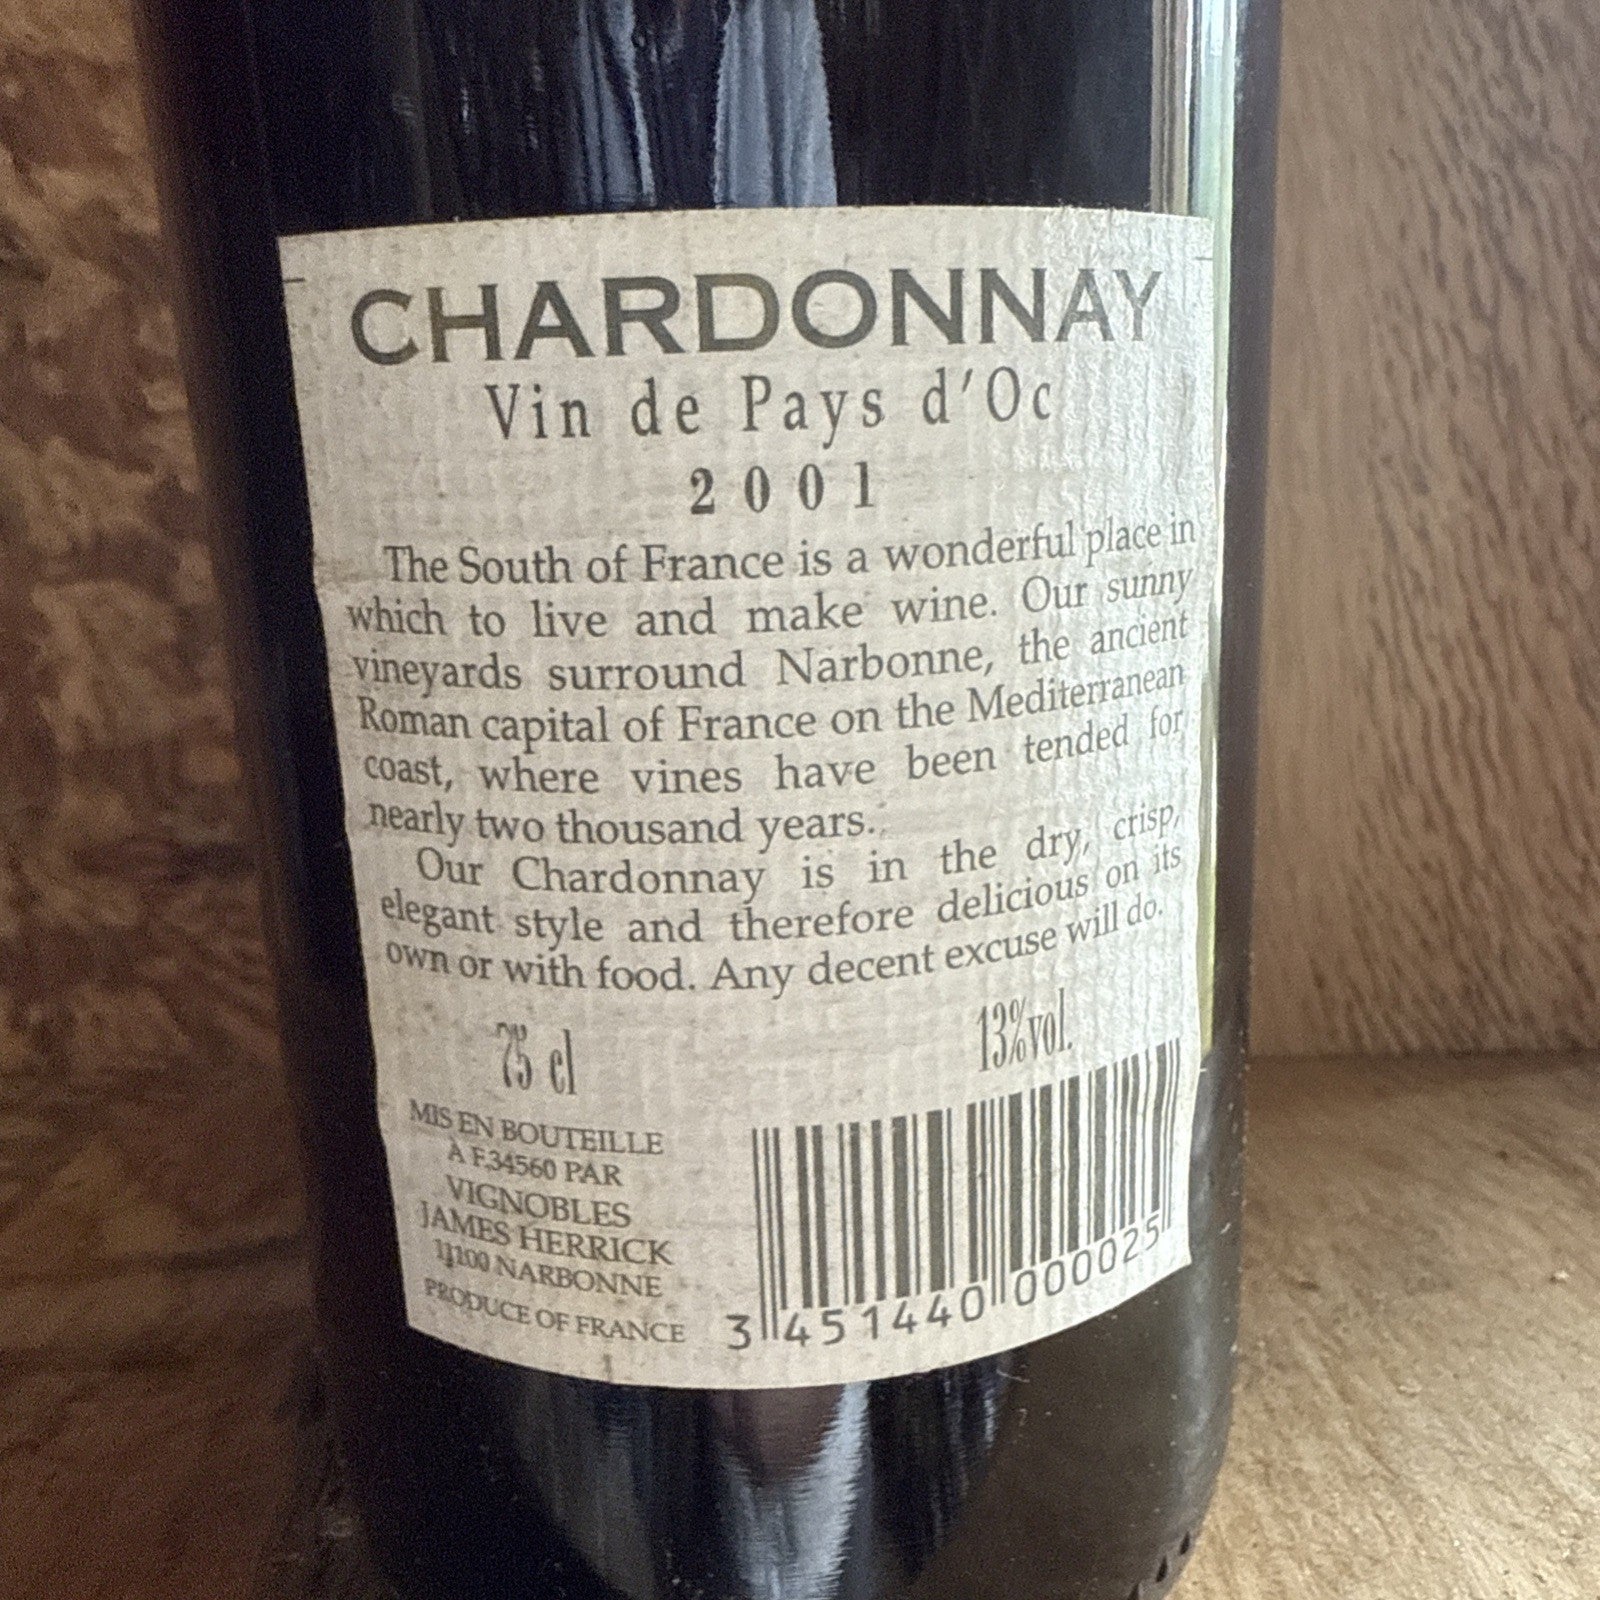 CHARDONNAY
Vin de Pays d'Oc
2001
The South of France is a wonderful place in
which to live and make wine. Our sunny
vineyards surround Narbonne, the ancient
Roman capital of France on the Mediterranean
coast, where vines have been tended for
nearly two thousand years.
Our Chardonnay is in the dry, crisp,
elegant style and therefore delicious on its
own or with food. Any decent excuse will do.
75 cl
13%vol.
MIS EN BOUTEILLE
À F.34560 PAR
VIGNOBLES
JAMES HERRICK
11100 NARBONNE
PRODUCE OF FRANCE
3 451440 000025